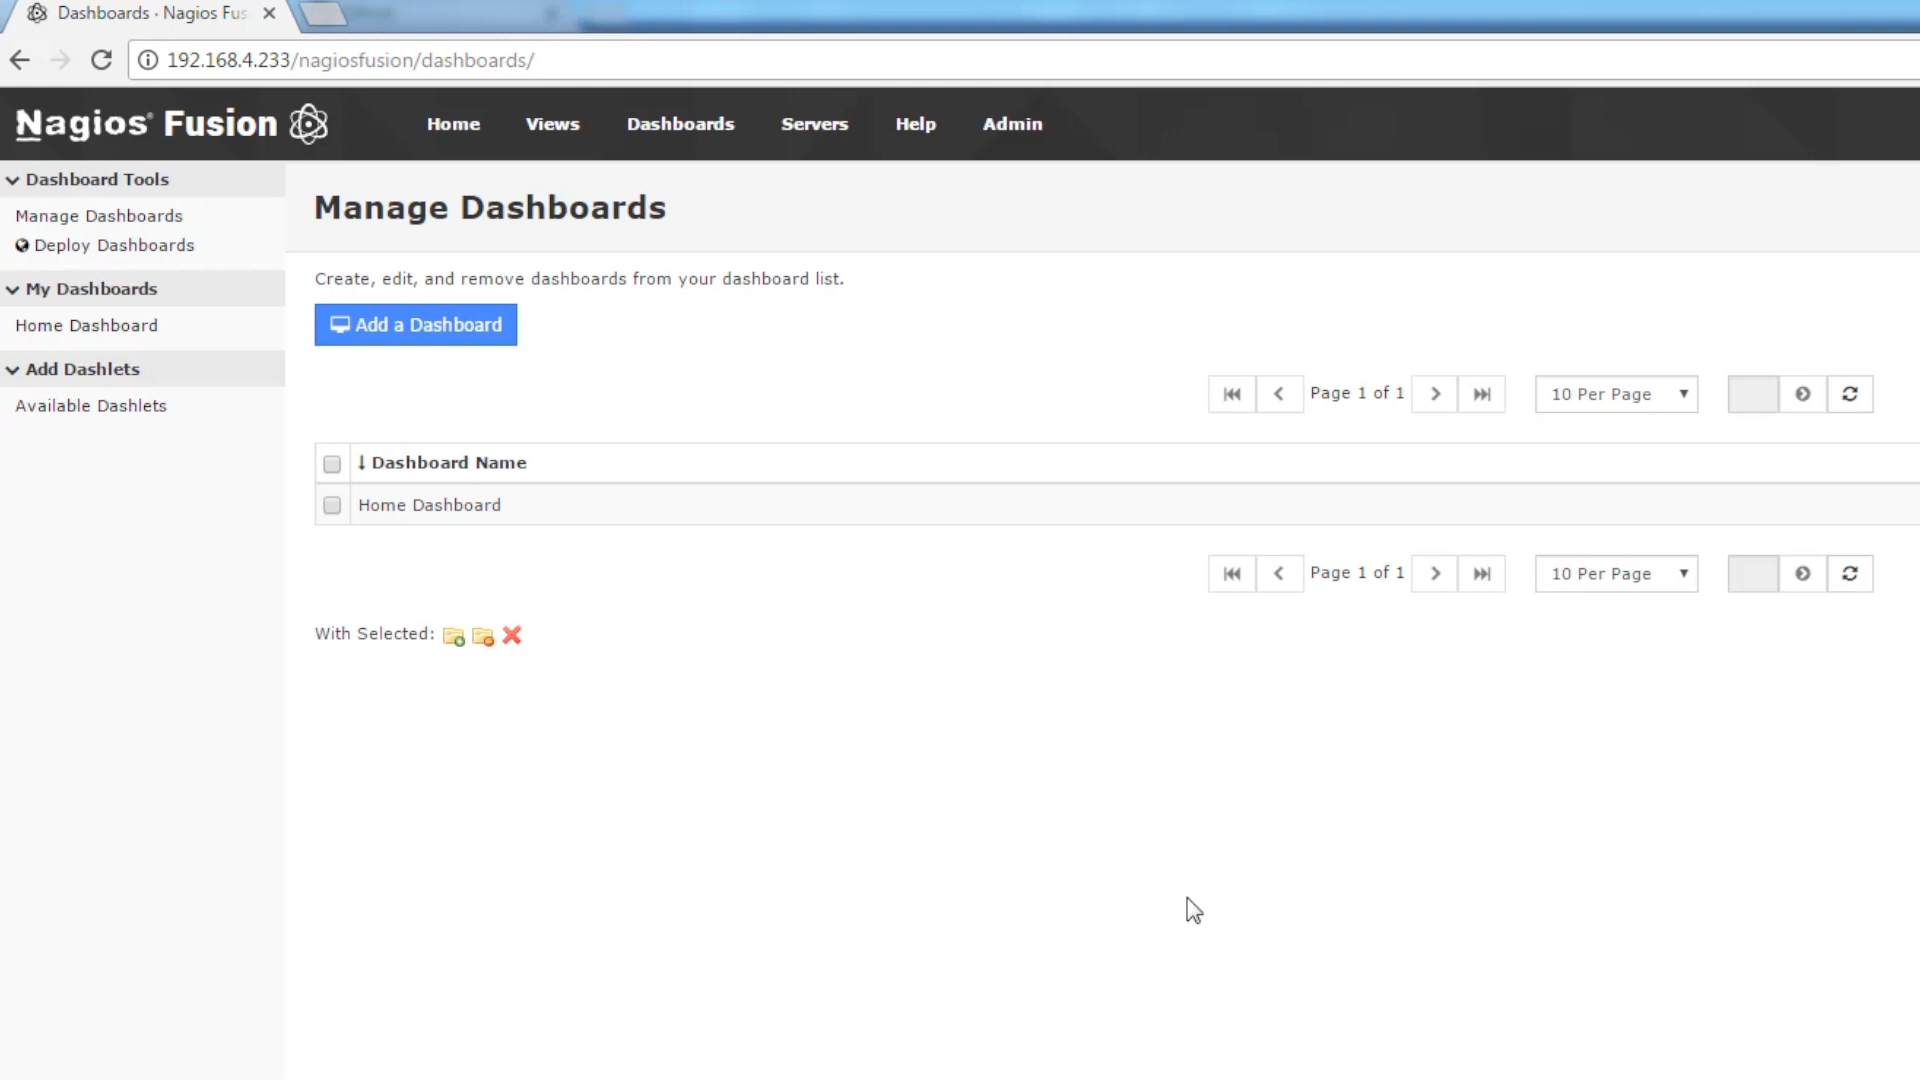 Dashboards · Nagios Fus
192.168.4.233/nagiosfusion/dashboards/
Nagios® Fusion
Home Views Dashboards Servers Help Admin
Dashboard Tools
Manage Dashboards
Deploy Dashboards
My Dashboards
Home Dashboard
Add Dashlets
Available Dashlets
Manage Dashboards
Create, edit, and remove dashboards from your dashboard list.
Add a Dashboard
Page 1 of 1 10 Per Page
Dashboard Name
Home Dashboard
Page 1 of 1 10 Per Page
With Selected: